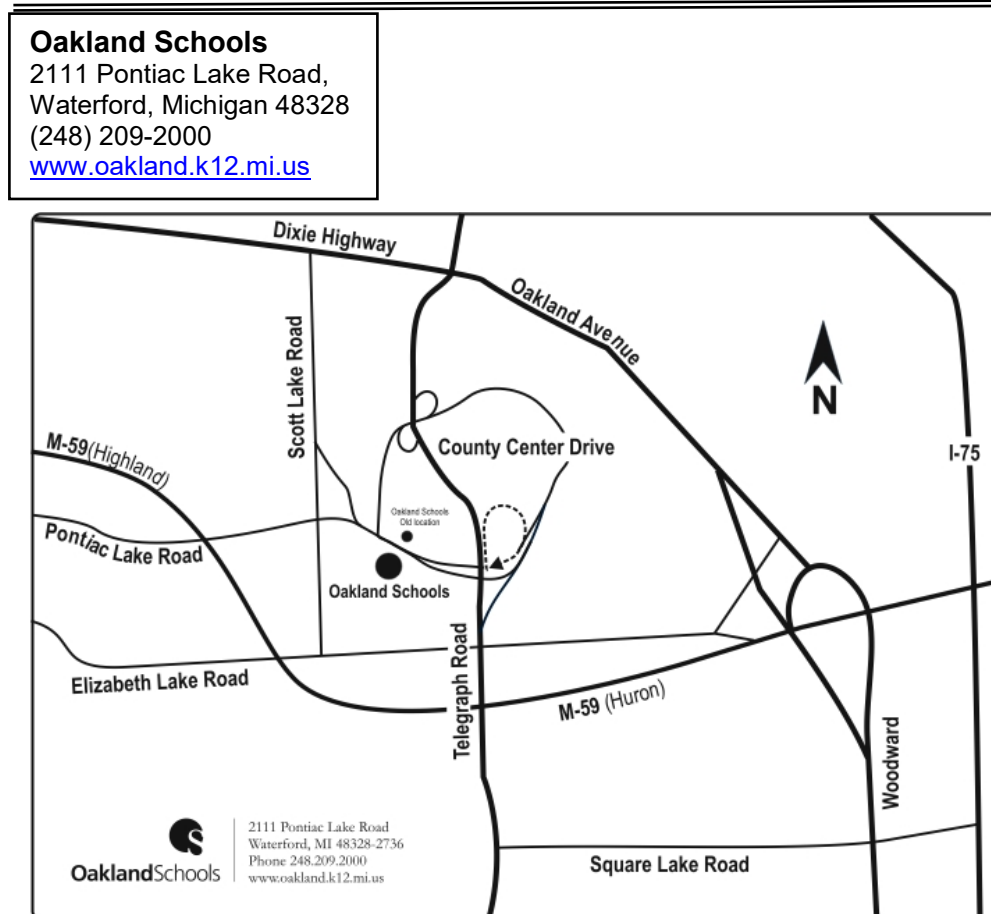 Oakland Schools
2111 Pontiac Lake Road,
Waterford, Michigan 48328
(248) 209-2000
www.oakland.k12.mi.us
Dixie Highway
Oakland Avenue
Scott Lake Road
N
M-59(Highland)
County Center Drive
I-75
Oakland Schools
Old location
Pontiac Lake Road
Oakland Schools
Elizabeth Lake Road
Telegraph Road
M-59 (Huron)
Woodward
Square Lake Road
OaklandSchools
2111 Pontiac Lake Road
Waterford, MI 48328-2736
Phone 248.209.2000
www.oakland.k12.mi.us